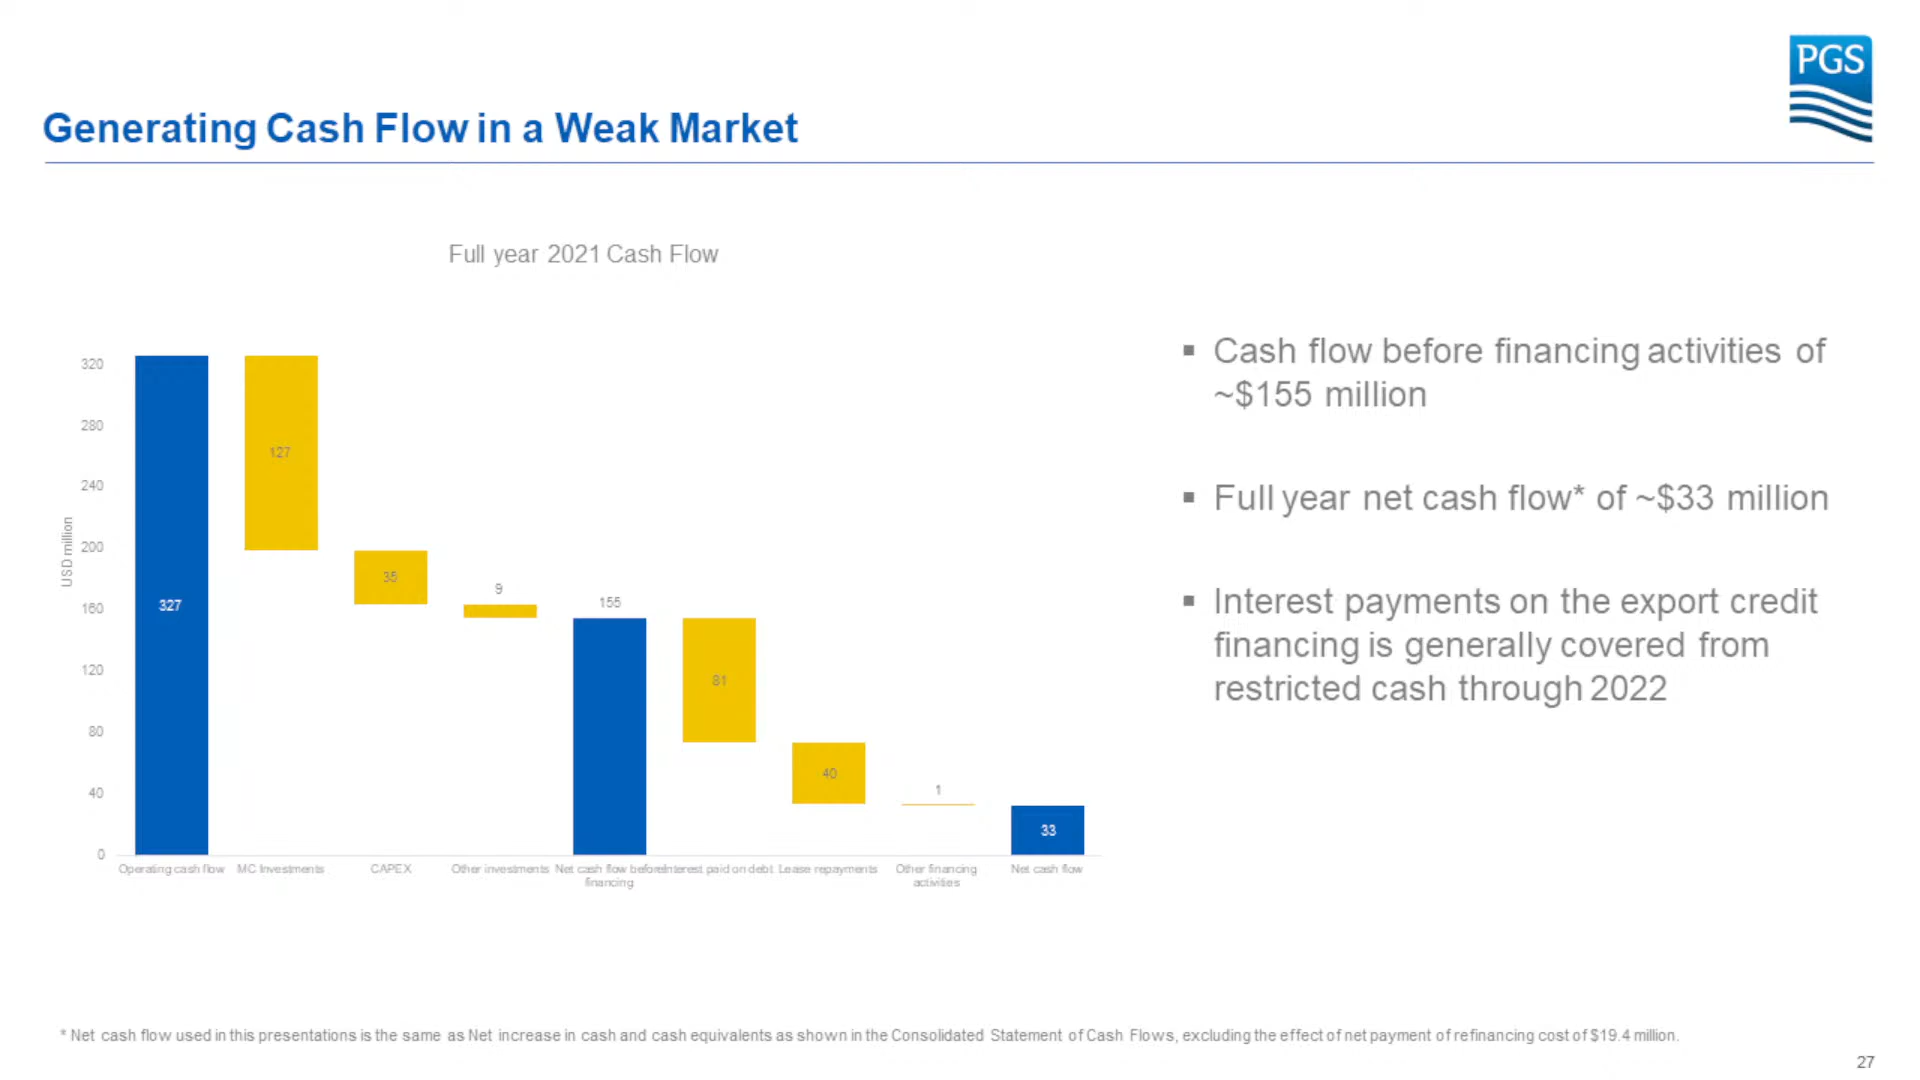 PGS
Generating Cash Flow in a Weak Market
Full year 2021 Cash Flow
USD million
320
280
240
200
160
120
80
40
0
327
127
35
9
155
81
40
1
33
Operating cash flow
MC Investments
CAPEX
Other investments
Net cash flow before
financing
Interest paid on debt
Lease repayments
Other financing
activities
Net cash flow
▪ Cash flow before financing activities of
~$155 million
▪ Full year net cash flow* of ~$33 million
▪ Interest payments on the export credit
financing is generally covered from
restricted cash through 2022
* Net cash flow used in this presentations is the same as Net increase in cash and cash equivalents as shown in the Consolidated Statement of Cash Flows, excluding the effect of net payment of refinancing cost of $19.4 million.
27